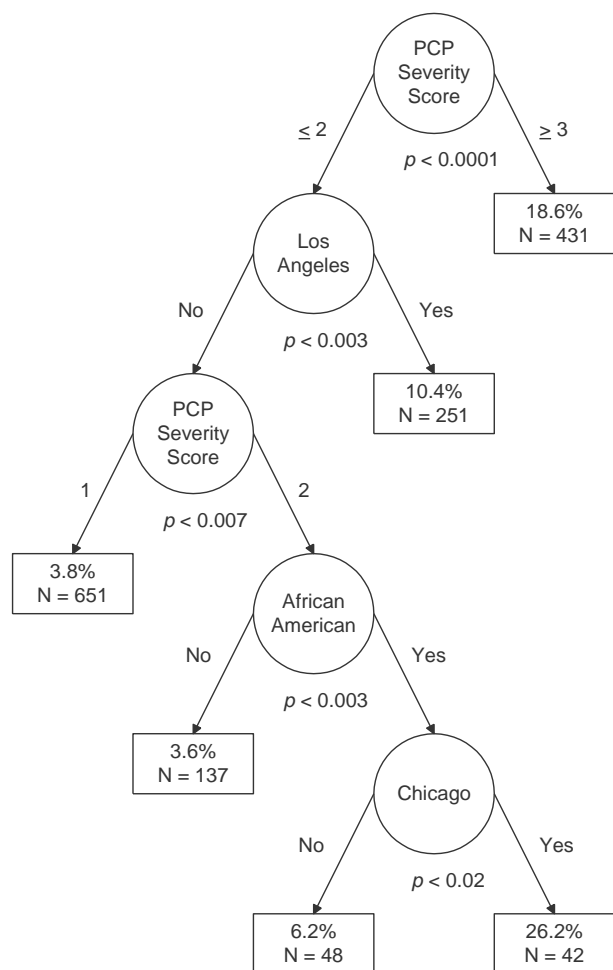 PCP
Severity
Score
≤ 2
≥ 3
p < 0.0001
18.6%
N = 431
Los
Angeles
No
Yes
p < 0.003
10.4%
N = 251
PCP
Severity
Score
1
2
p < 0.007
3.8%
N = 651
African
American
No
Yes
p < 0.003
3.6%
N = 137
Chicago
No
Yes
p < 0.02
6.2%
N = 48
26.2%
N = 42